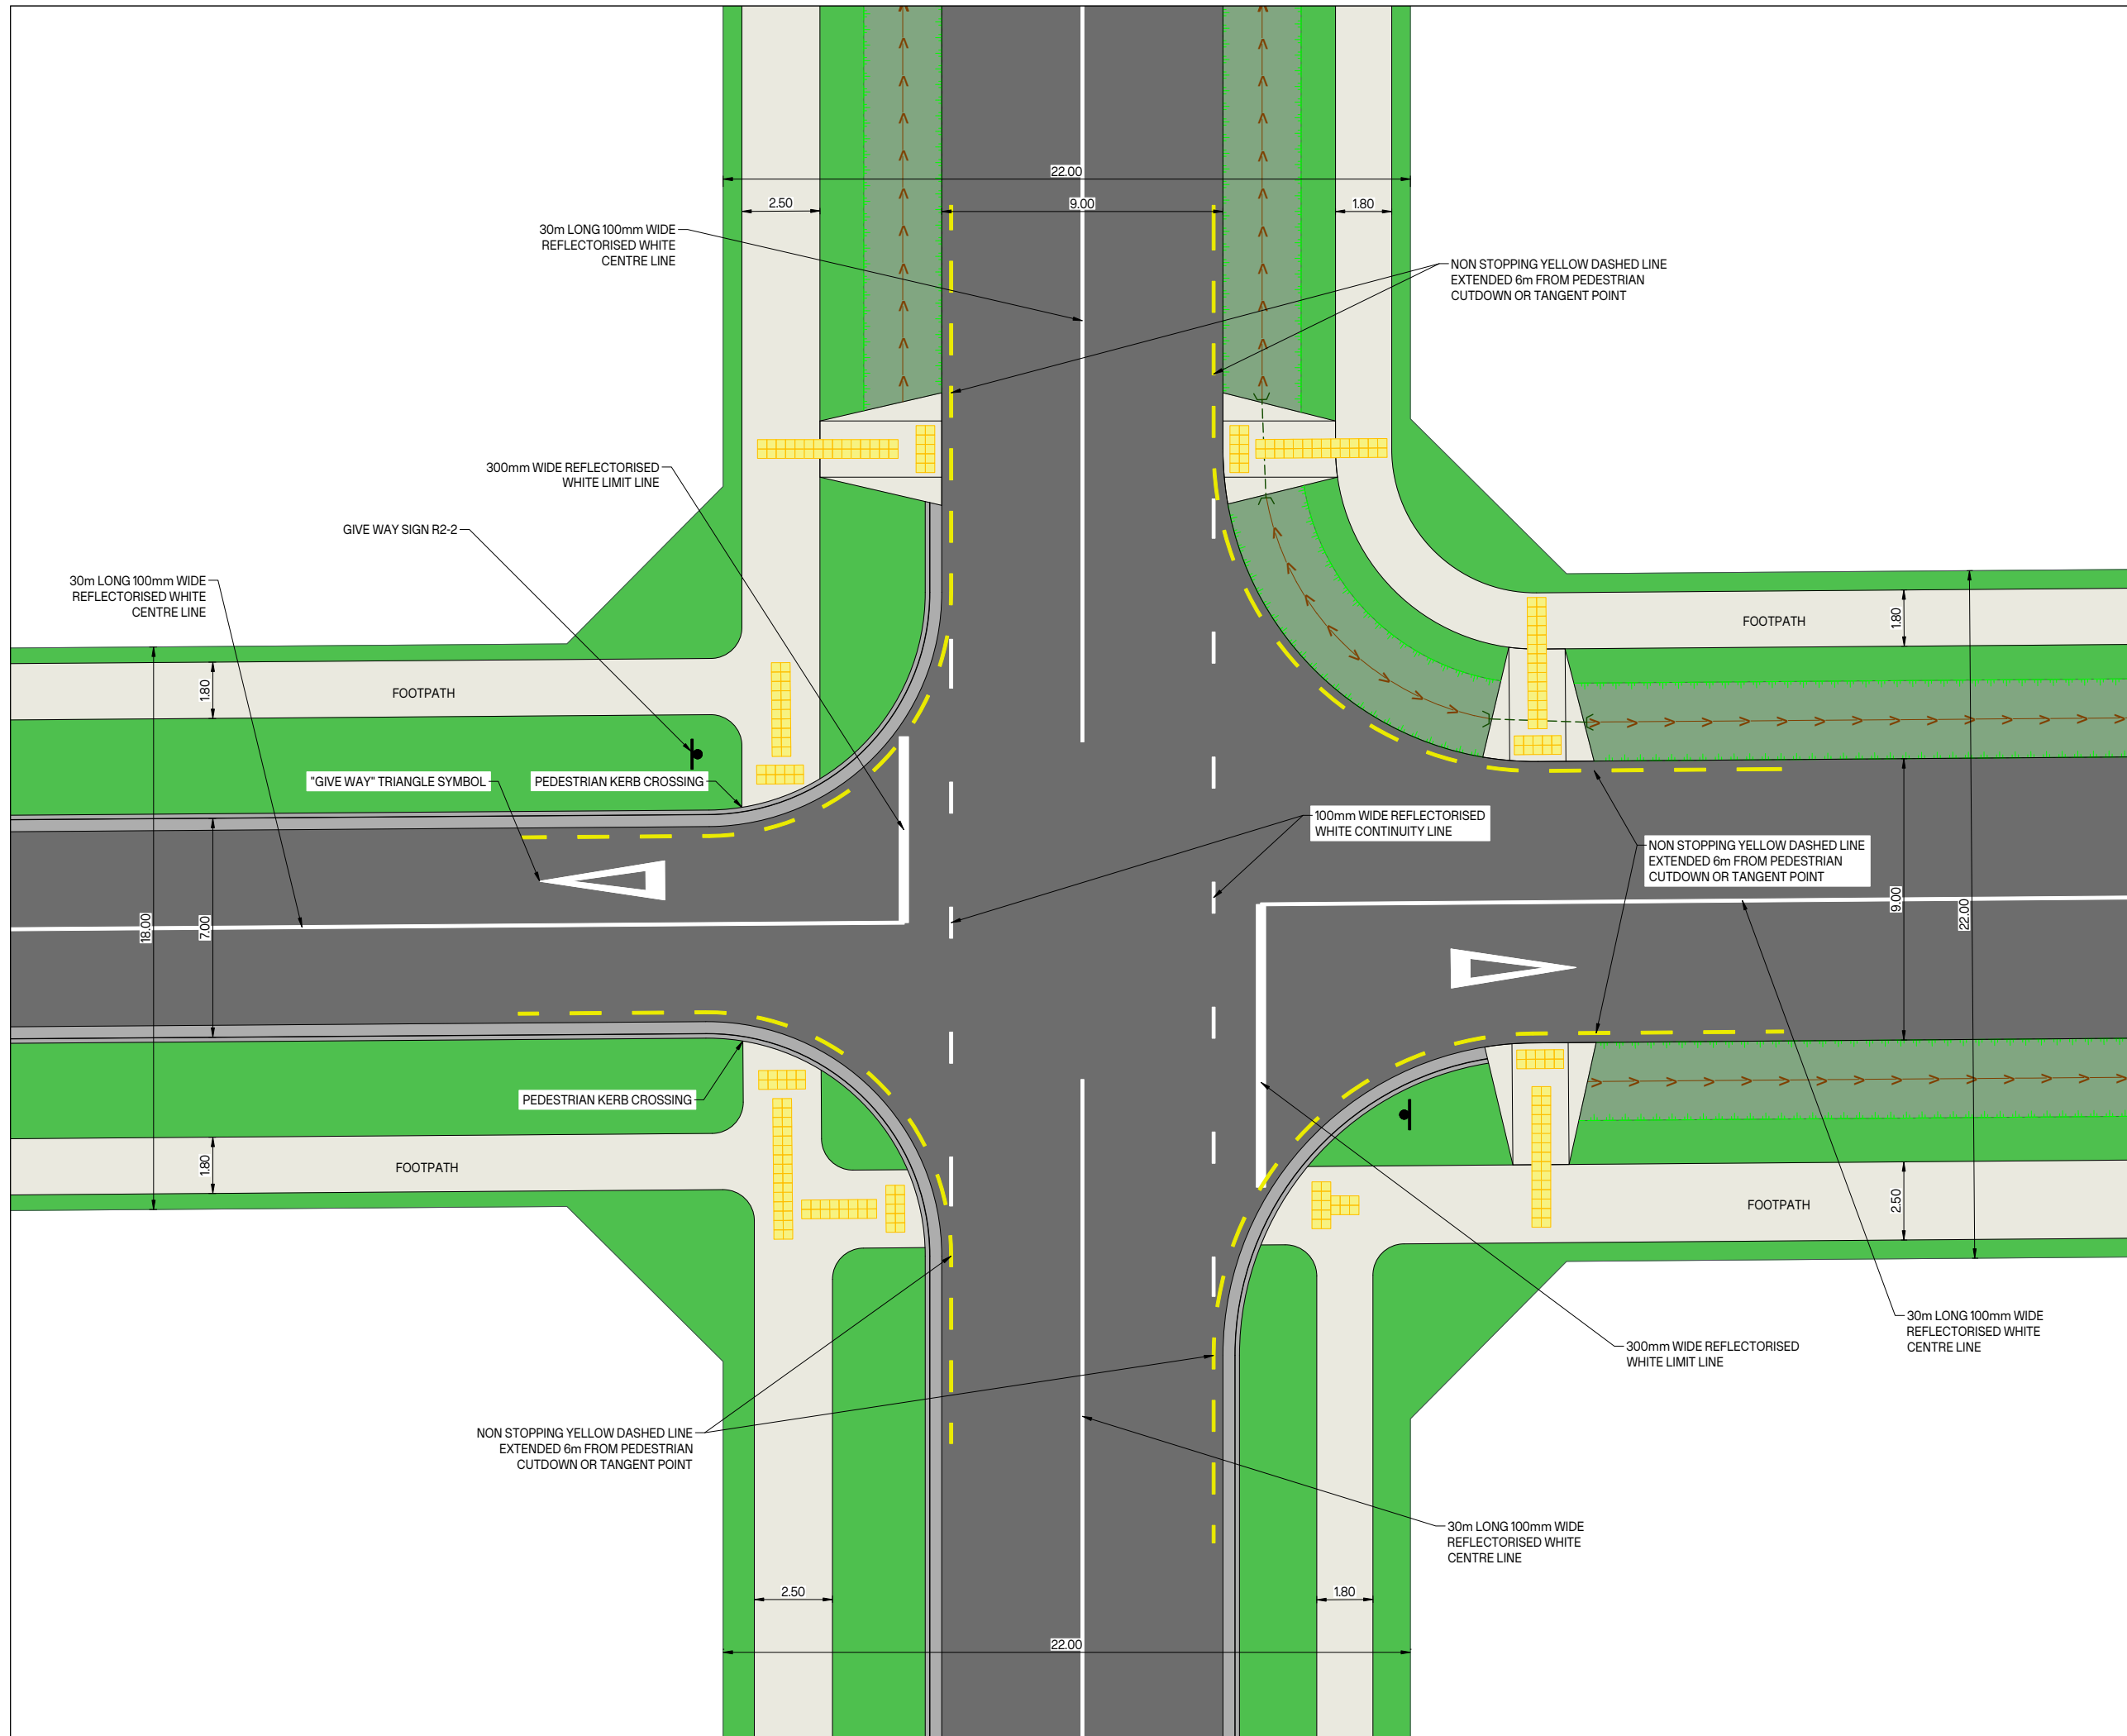 22.00
2.50
9.00
1.80
30m LONG 100mm WIDE
REFLECTORISED WHITE
CENTRE LINE
NON STOPPING YELLOW DASHED LINE
EXTENDED 6m FROM PEDESTRIAN
CUTDOWN OR TANGENT POINT
300mm WIDE REFLECTORISED
WHITE LIMIT LINE
GIVE WAY SIGN R2-2
30m LONG 100mm WIDE
REFLECTORISED WHITE
CENTRE LINE
FOOTPATH
1.80
1.80
FOOTPATH
"GIVE WAY" TRIANGLE SYMBOL
PEDESTRIAN KERB CROSSING
100mm WIDE REFLECTORISED
WHITE CONTINUITY LINE
NON STOPPING YELLOW DASHED LINE
EXTENDED 6m FROM PEDESTRIAN
CUTDOWN OR TANGENT POINT
18.00
7.00
9.00
22.00
PEDESTRIAN KERB CROSSING
1.80
FOOTPATH
FOOTPATH
2.50
30m LONG 100mm WIDE
REFLECTORISED WHITE
CENTRE LINE
300mm WIDE REFLECTORISED
WHITE LIMIT LINE
NON STOPPING YELLOW DASHED LINE
EXTENDED 6m FROM PEDESTRIAN
CUTDOWN OR TANGENT POINT
30m LONG 100mm WIDE
REFLECTORISED WHITE
CENTRE LINE
2.50
1.80
22.00